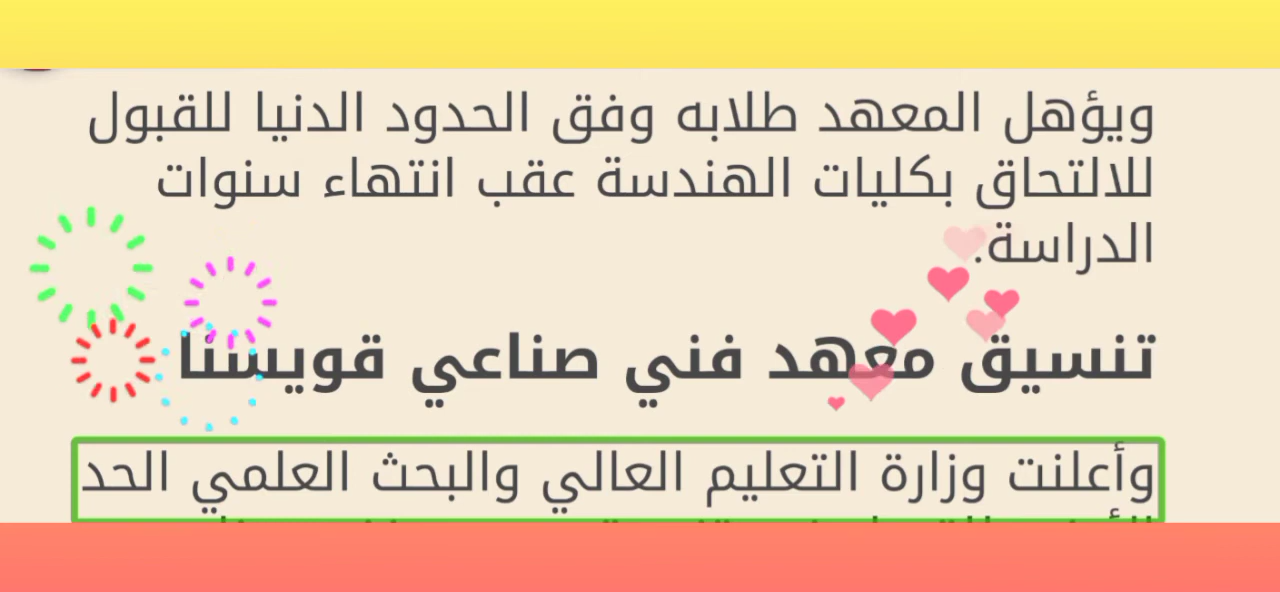 ويؤهل المعهد طلابه وفق الحدود الدنيا للقبول
للالتحاق بكليات الهندسة عقب انتهاء سنوات
الدراسة.
تنسيق معهد فني صناعي قويسنا
وأعلنت وزارة التعليم العالي والبحث العلمي الحد